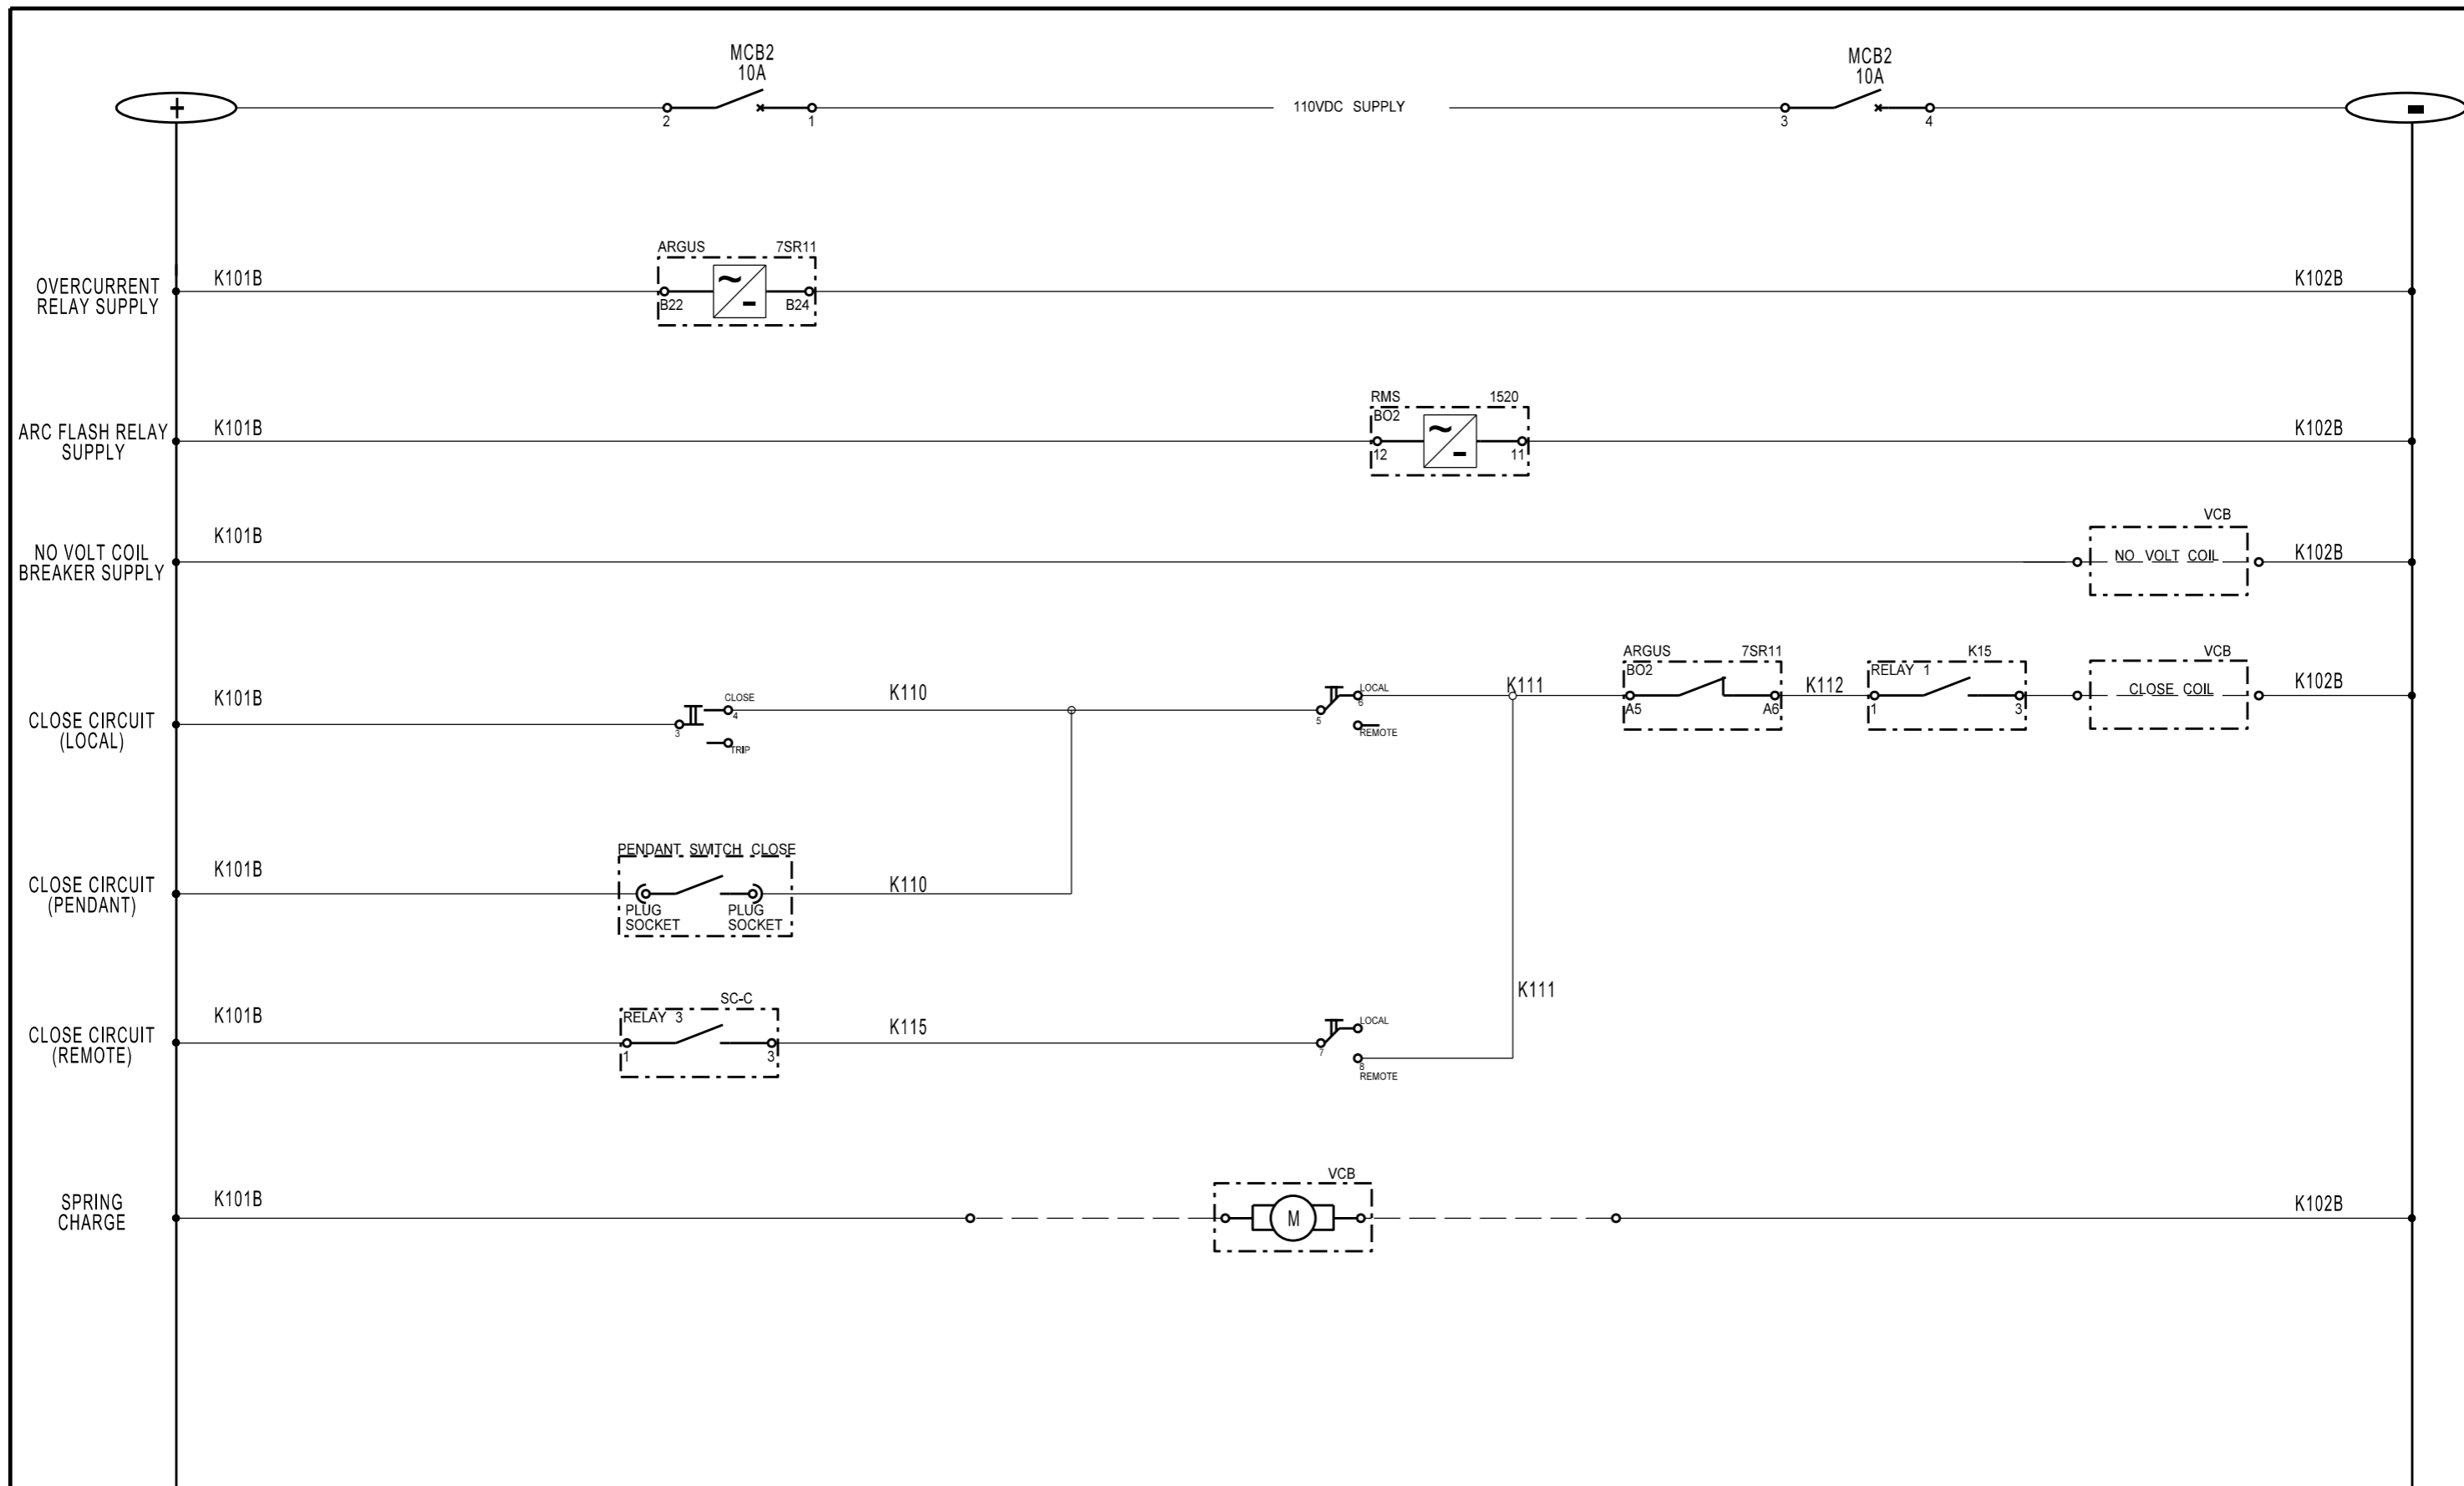 MCB2
10A
MCB2
10A
+
2
1
110VDC SUPPLY
3
4
-
OVERCURRENT
RELAY SUPPLY
K101B
ARGUS 7SR11
B22
~
-
B24
K102B
ARC FLASH RELAY
SUPPLY
K101B
RMS 1520
BO2
12
~
-
11
K102B
NO VOLT COIL
BREAKER SUPPLY
K101B
VCB
NO VOLT COIL
K102B
CLOSE CIRCUIT
(LOCAL)
K101B
3
CLOSE
4
TRIP
K110
5
LOCAL
6
REMOTE
K111
ARGUS 7SR11
BO2
A5
A6
K112
K15
RELAY 1
1
3
VCB
CLOSE COIL
K102B
CLOSE CIRCUIT
(PENDANT)
K101B
PENDANT SWITCH CLOSE
PLUG
SOCKET
PLUG
SOCKET
K110
CLOSE CIRCUIT
(REMOTE)
K101B
SC-C
RELAY 3
1
3
K115
7
LOCAL
8
REMOTE
K111
SPRING
CHARGE
K101B
VCB
M
K102B